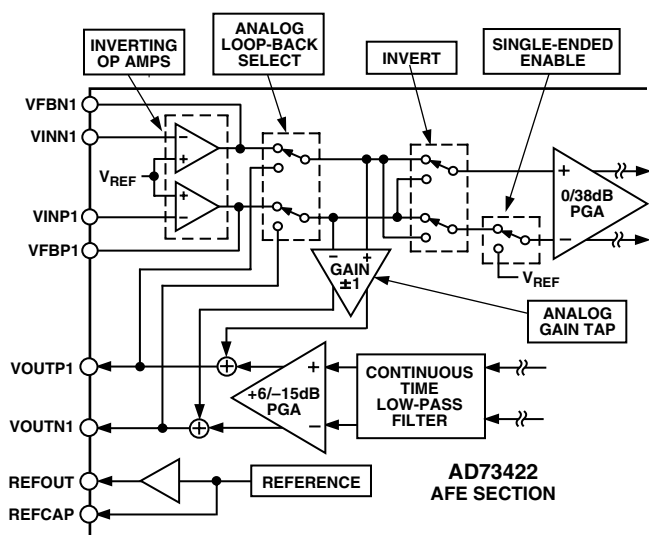 ANALOG
LOOP-BACK
SELECT
INVERTING
OP AMPS
INVERT
SINGLE-ENDED
ENABLE
VFBN1
VINN1
VREF
VINP1
VFBP1
–
+
+
–
+
–
0/38dB
PGA
VREF
– +
GAIN
±1
ANALOG
GAIN TAP
VOUTP1
VOUTN1
+
+
+6/–15dB
PGA
+
–
CONTINUOUS
TIME
LOW-PASS
FILTER
REFOUT
REFCAP
REFERENCE
AD73422
AFE SECTION